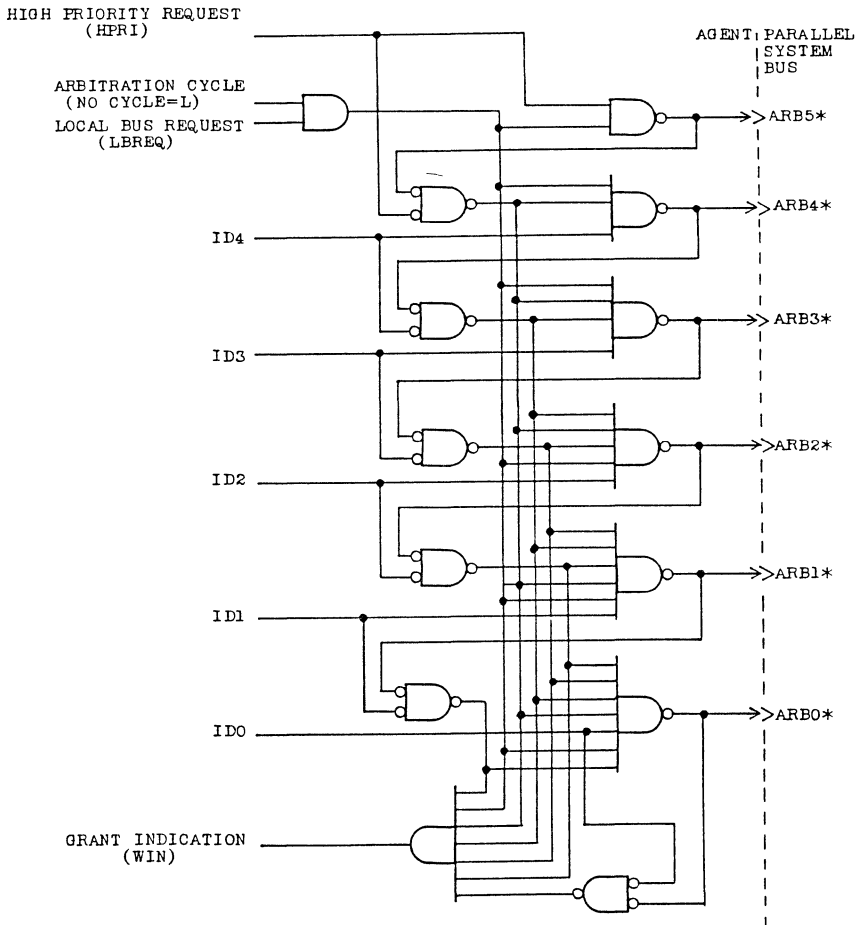 HIGH PRIORITY REQUEST
(HPRI)
AGENT PARALLEL
SYSTEM
BUS
ARBITRATION CYCLE
(NO CYCLE=L)
LOCAL BUS REQUEST
(LBREQ)
ARB5*
ARB4*
ID4
ARB3*
ID3
ARB2*
ID2
ARB1*
ID1
ARB0*
ID0
GRANT INDICATION
(WIN)